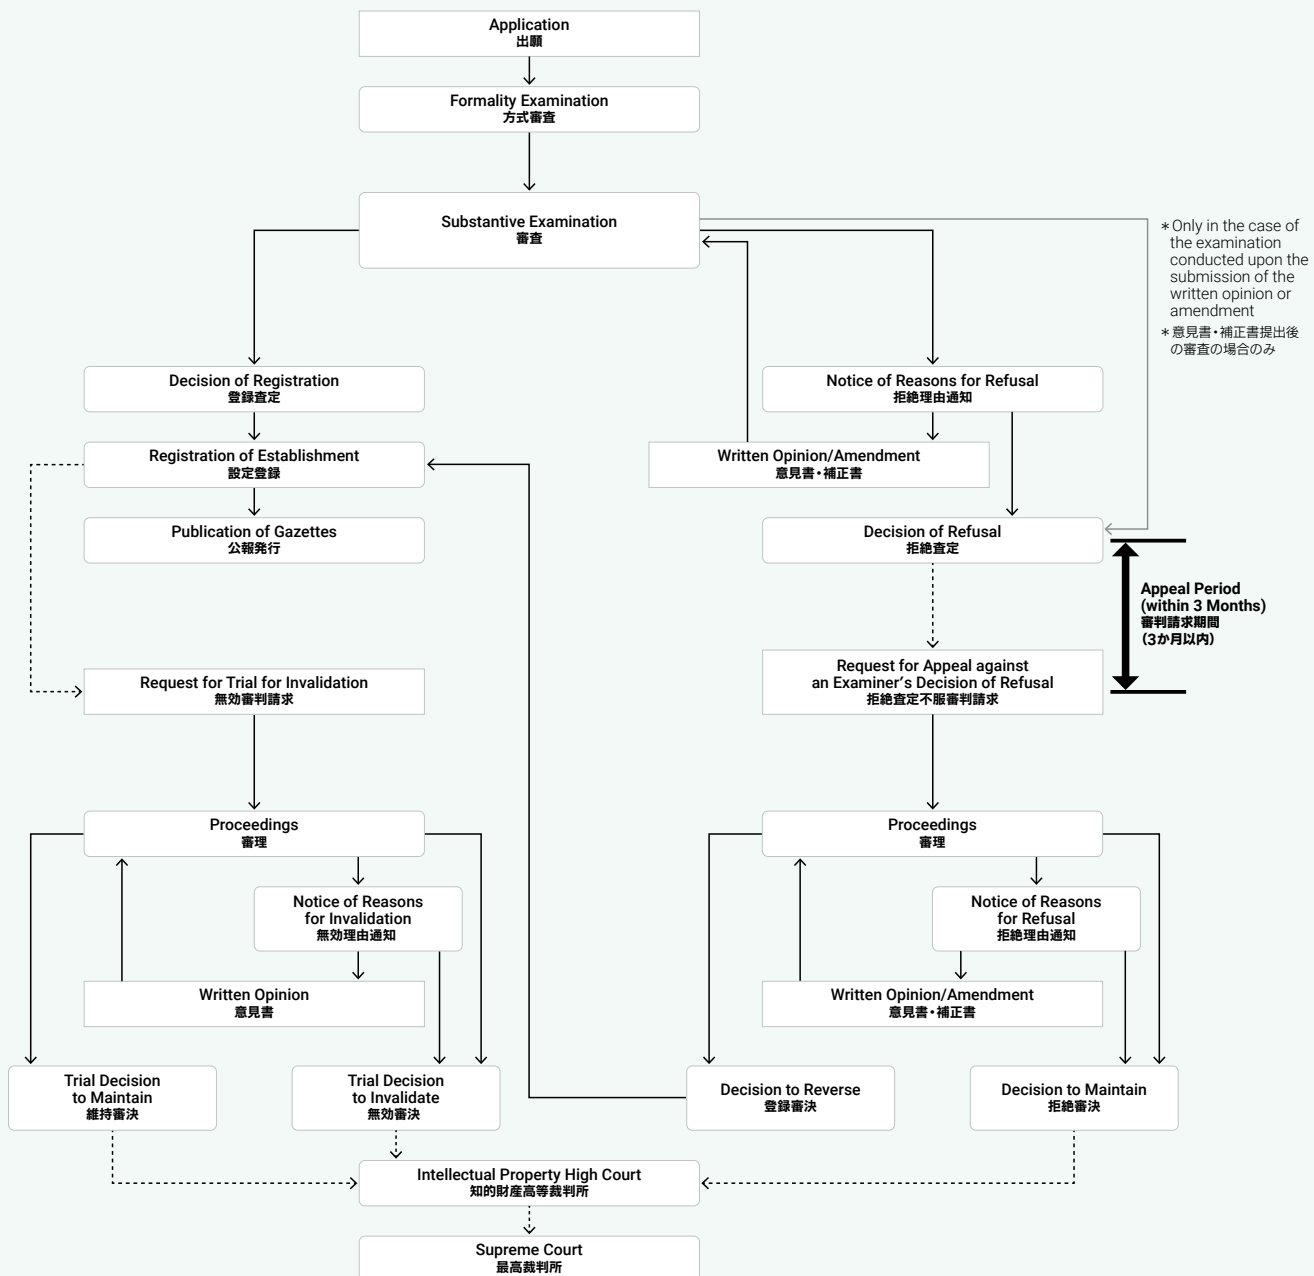 Application
出願
Formality Examination
方式審査
Substantive Examination
審査
＊Only in the case of
the examination
conducted upon the
submission of the
written opinion or
amendment
＊意見書・補正書提出後
の審査の場合のみ
Decision of Registration
登録査定
Notice of Reasons for Refusal
拒絶理由通知
Registration of Establishment
設定登録
Written Opinion/Amendment
意見書・補正書
Publication of Gazettes
公報発行
Decision of Refusal
拒絶査定
Appeal Period
(within 3 Months)
審判請求期間
（3か月以内）
Request for Trial for Invalidation
無効審判請求
Request for Appeal against
an Examiner's Decision of Refusal
拒絶査定不服審判請求
Proceedings
審理
Notice of Reasons
for Invalidation
無効理由通知
Written Opinion
意見書
Trial Decision
to Maintain
維持審決
Trial Decision
to Invalidate
無効審決
Proceedings
審理
Notice of Reasons
for Refusal
拒絶理由通知
Written Opinion/Amendment
意見書・補正書
Decision to Reverse
登録審決
Decision to Maintain
拒絶審決
Intellectual Property High Court
知的財産高等裁判所
Supreme Court
最高裁判所